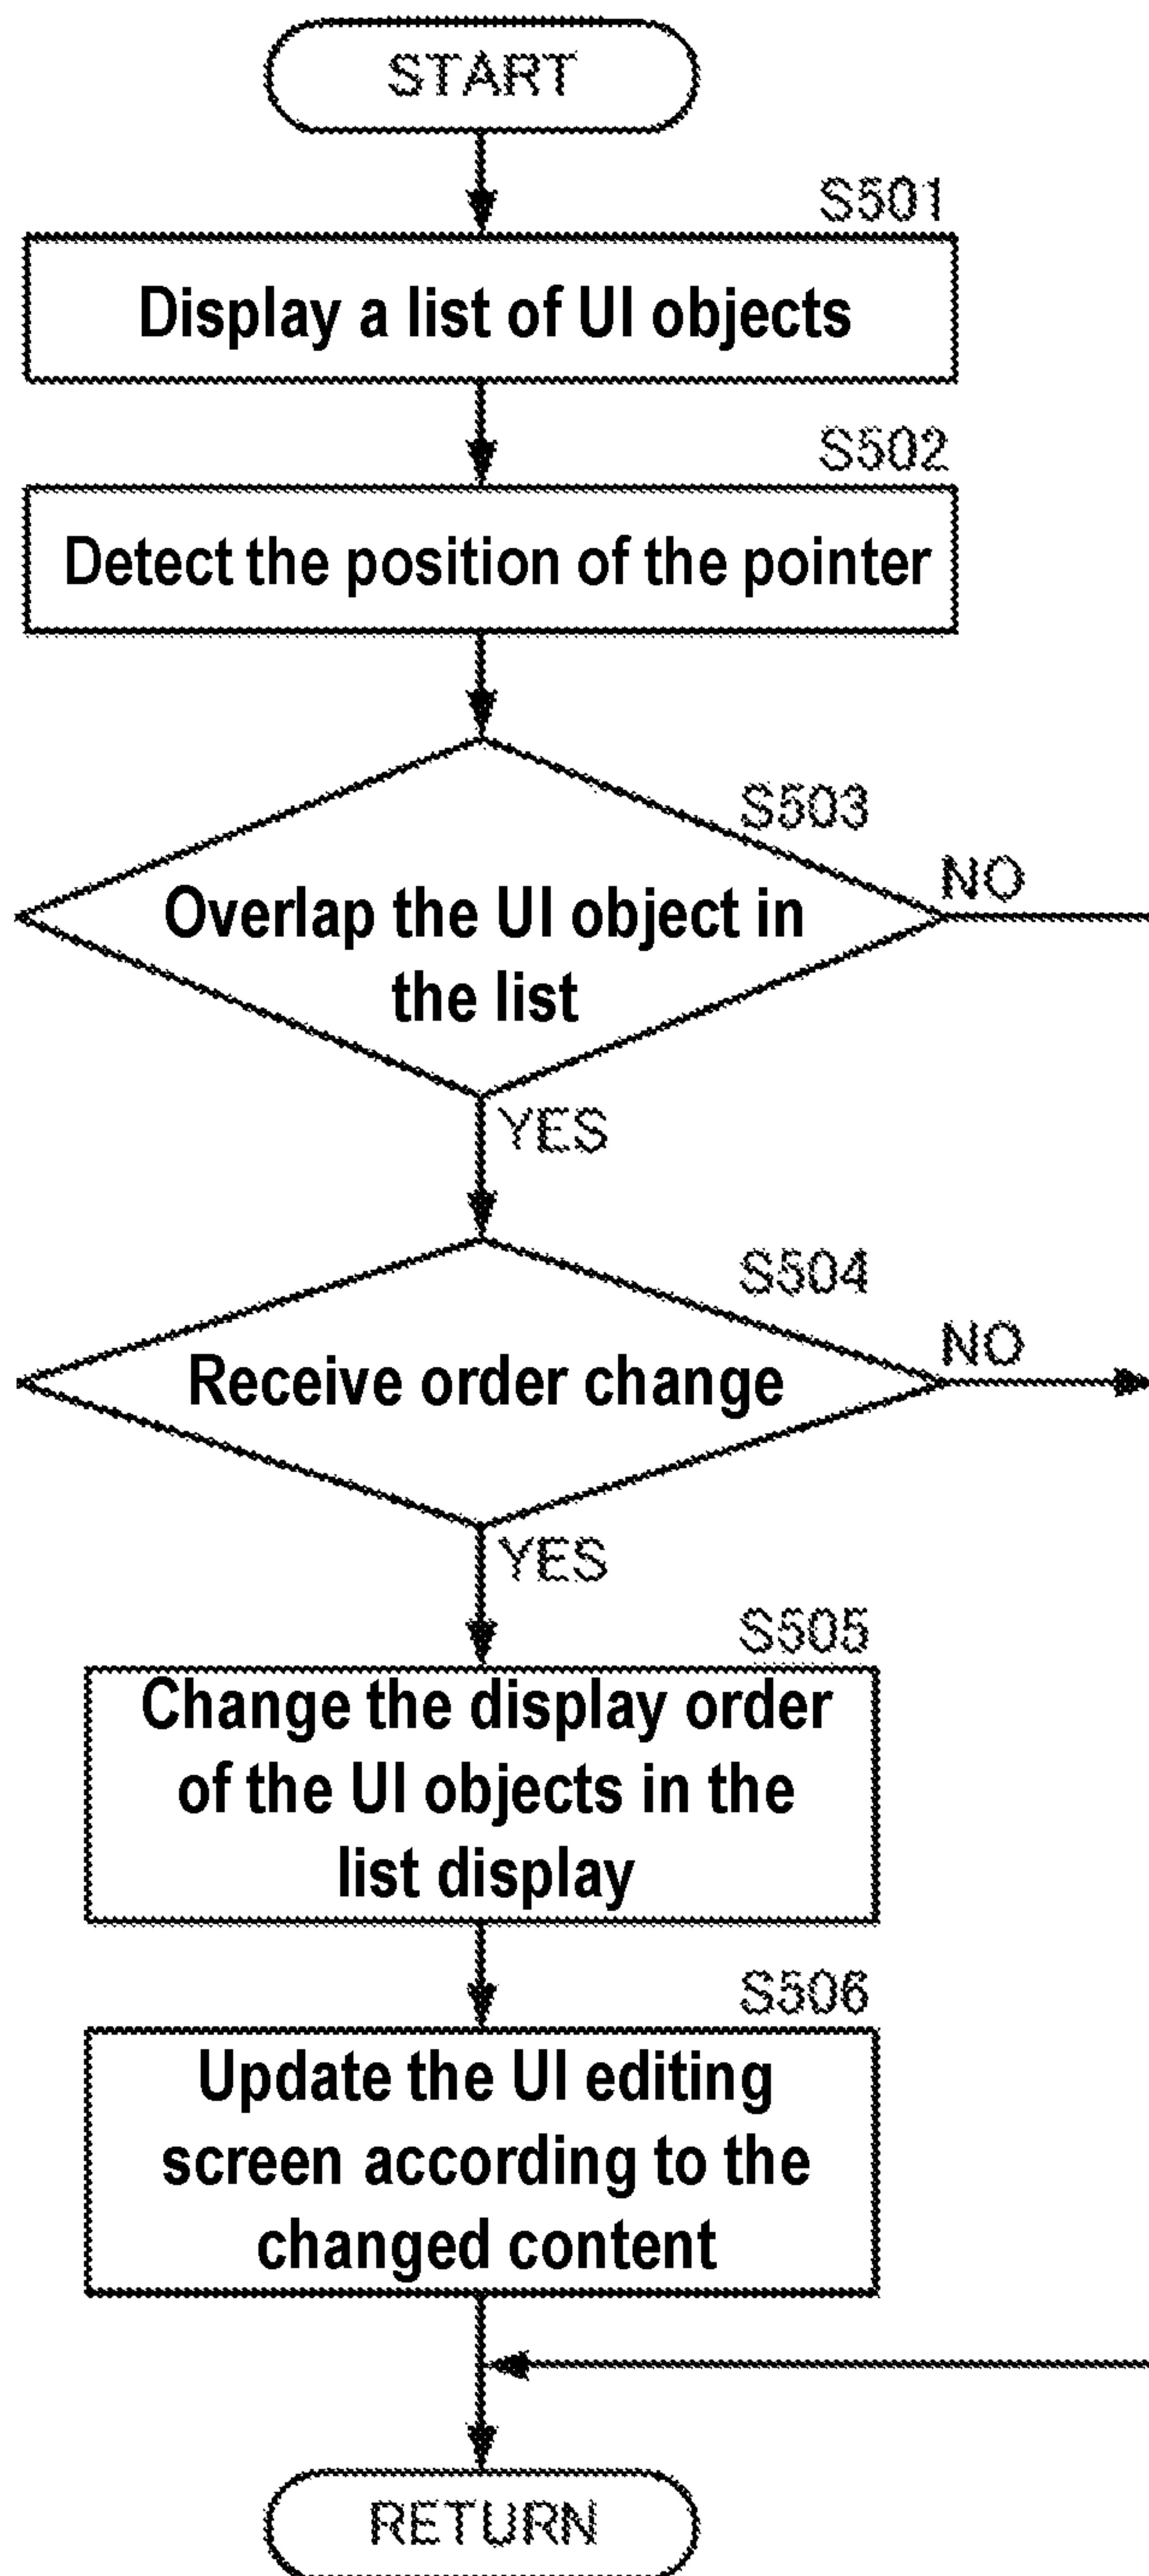 START
S501
Display a list of UI objects
S502
Detect the position of the pointer
S503
NO
Overlap the UI object in
the list
YES
S504
NO
Receive order change
YES
S505
Change the display order
of the UI objects in the
list display
S506
Update the UI editing
screen according to the
changed content
RETURN